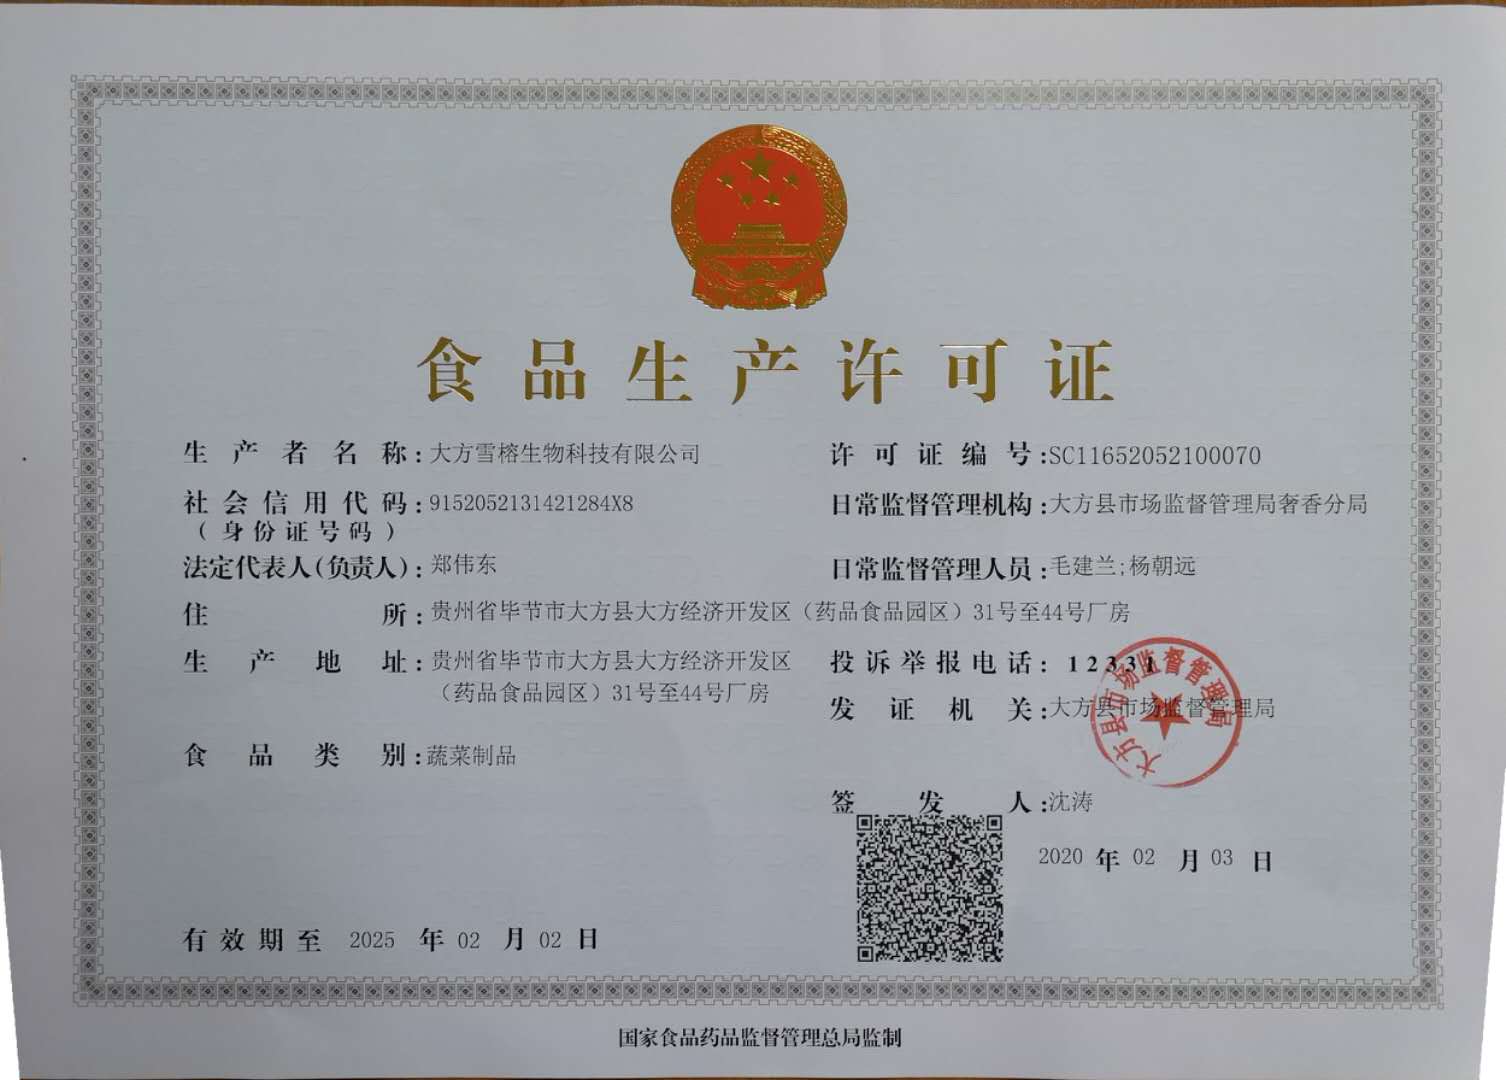 食品生产许可证
生产者名称:大方雪榕生物科技有限公司
许可证编号:SC11652052100070
社会信用代码:9152052131421284X8
(身份证号码)
日常监督管理机构:大方县市场监督管理局奢香分局
法定代表人(负责人):郑伟东
日常监督管理人员:毛建兰;杨朝远
住所:贵州省毕节市大方县大方经济开发区（药品食品园区）31号至44号厂房
生产地址:贵州省毕节市大方县大方经济开发区
（药品食品园区）31号至44号厂房
投诉举报电话:12331
发证机关:大方县市场监督管理局
大方县市场监督管理局
食品类别:蔬菜制品
签发人:沈涛
2020年02月03日
有效期至 2025年02月02日
国家食品药品监督管理总局监制